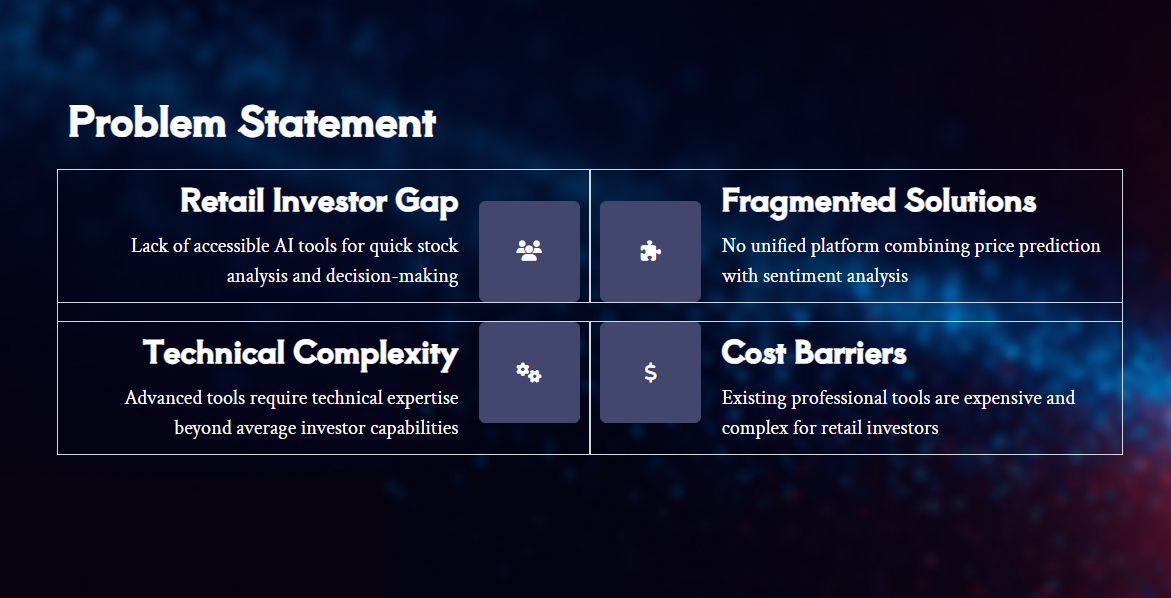 Problem Statement
Retail Investor Gap
Lack of accessible AI tools for quick stock
analysis and decision-making
Fragmented Solutions
No unified platform combining price prediction
with sentiment analysis
Technical Complexity
Advanced tools require technical expertise
beyond average investor capabilities
$
Cost Barriers
Existing professional tools are expensive and
complex for retail investors